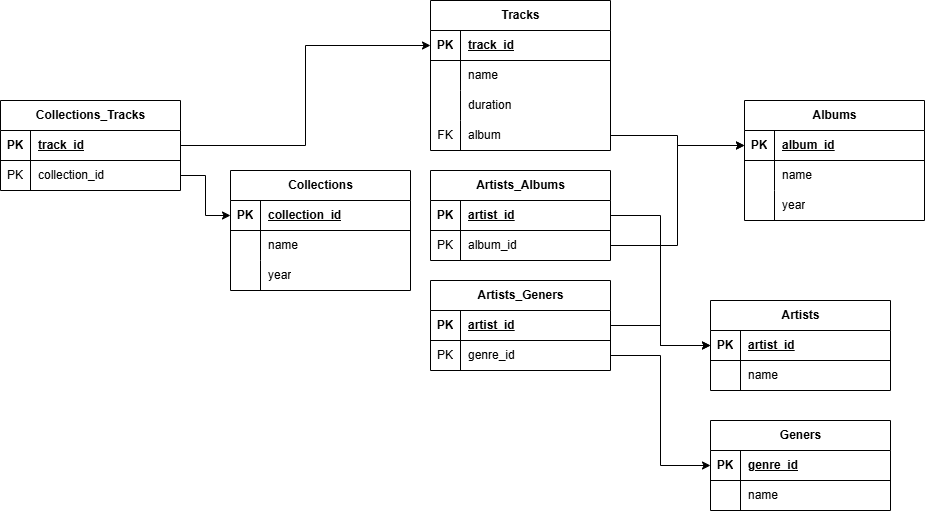 Tracks
PK track_id
name
duration
FK album
Collections_Tracks
PK track_id
PK collection_id
Collections
PK collection_id
name
year
Artists_Albums
PK artist_id
PK album_id
Albums
PK album_id
name
year
Artists_Geners
PK artist_id
PK genre_id
Artists
PK artist_id
name
Geners
PK genre_id
name